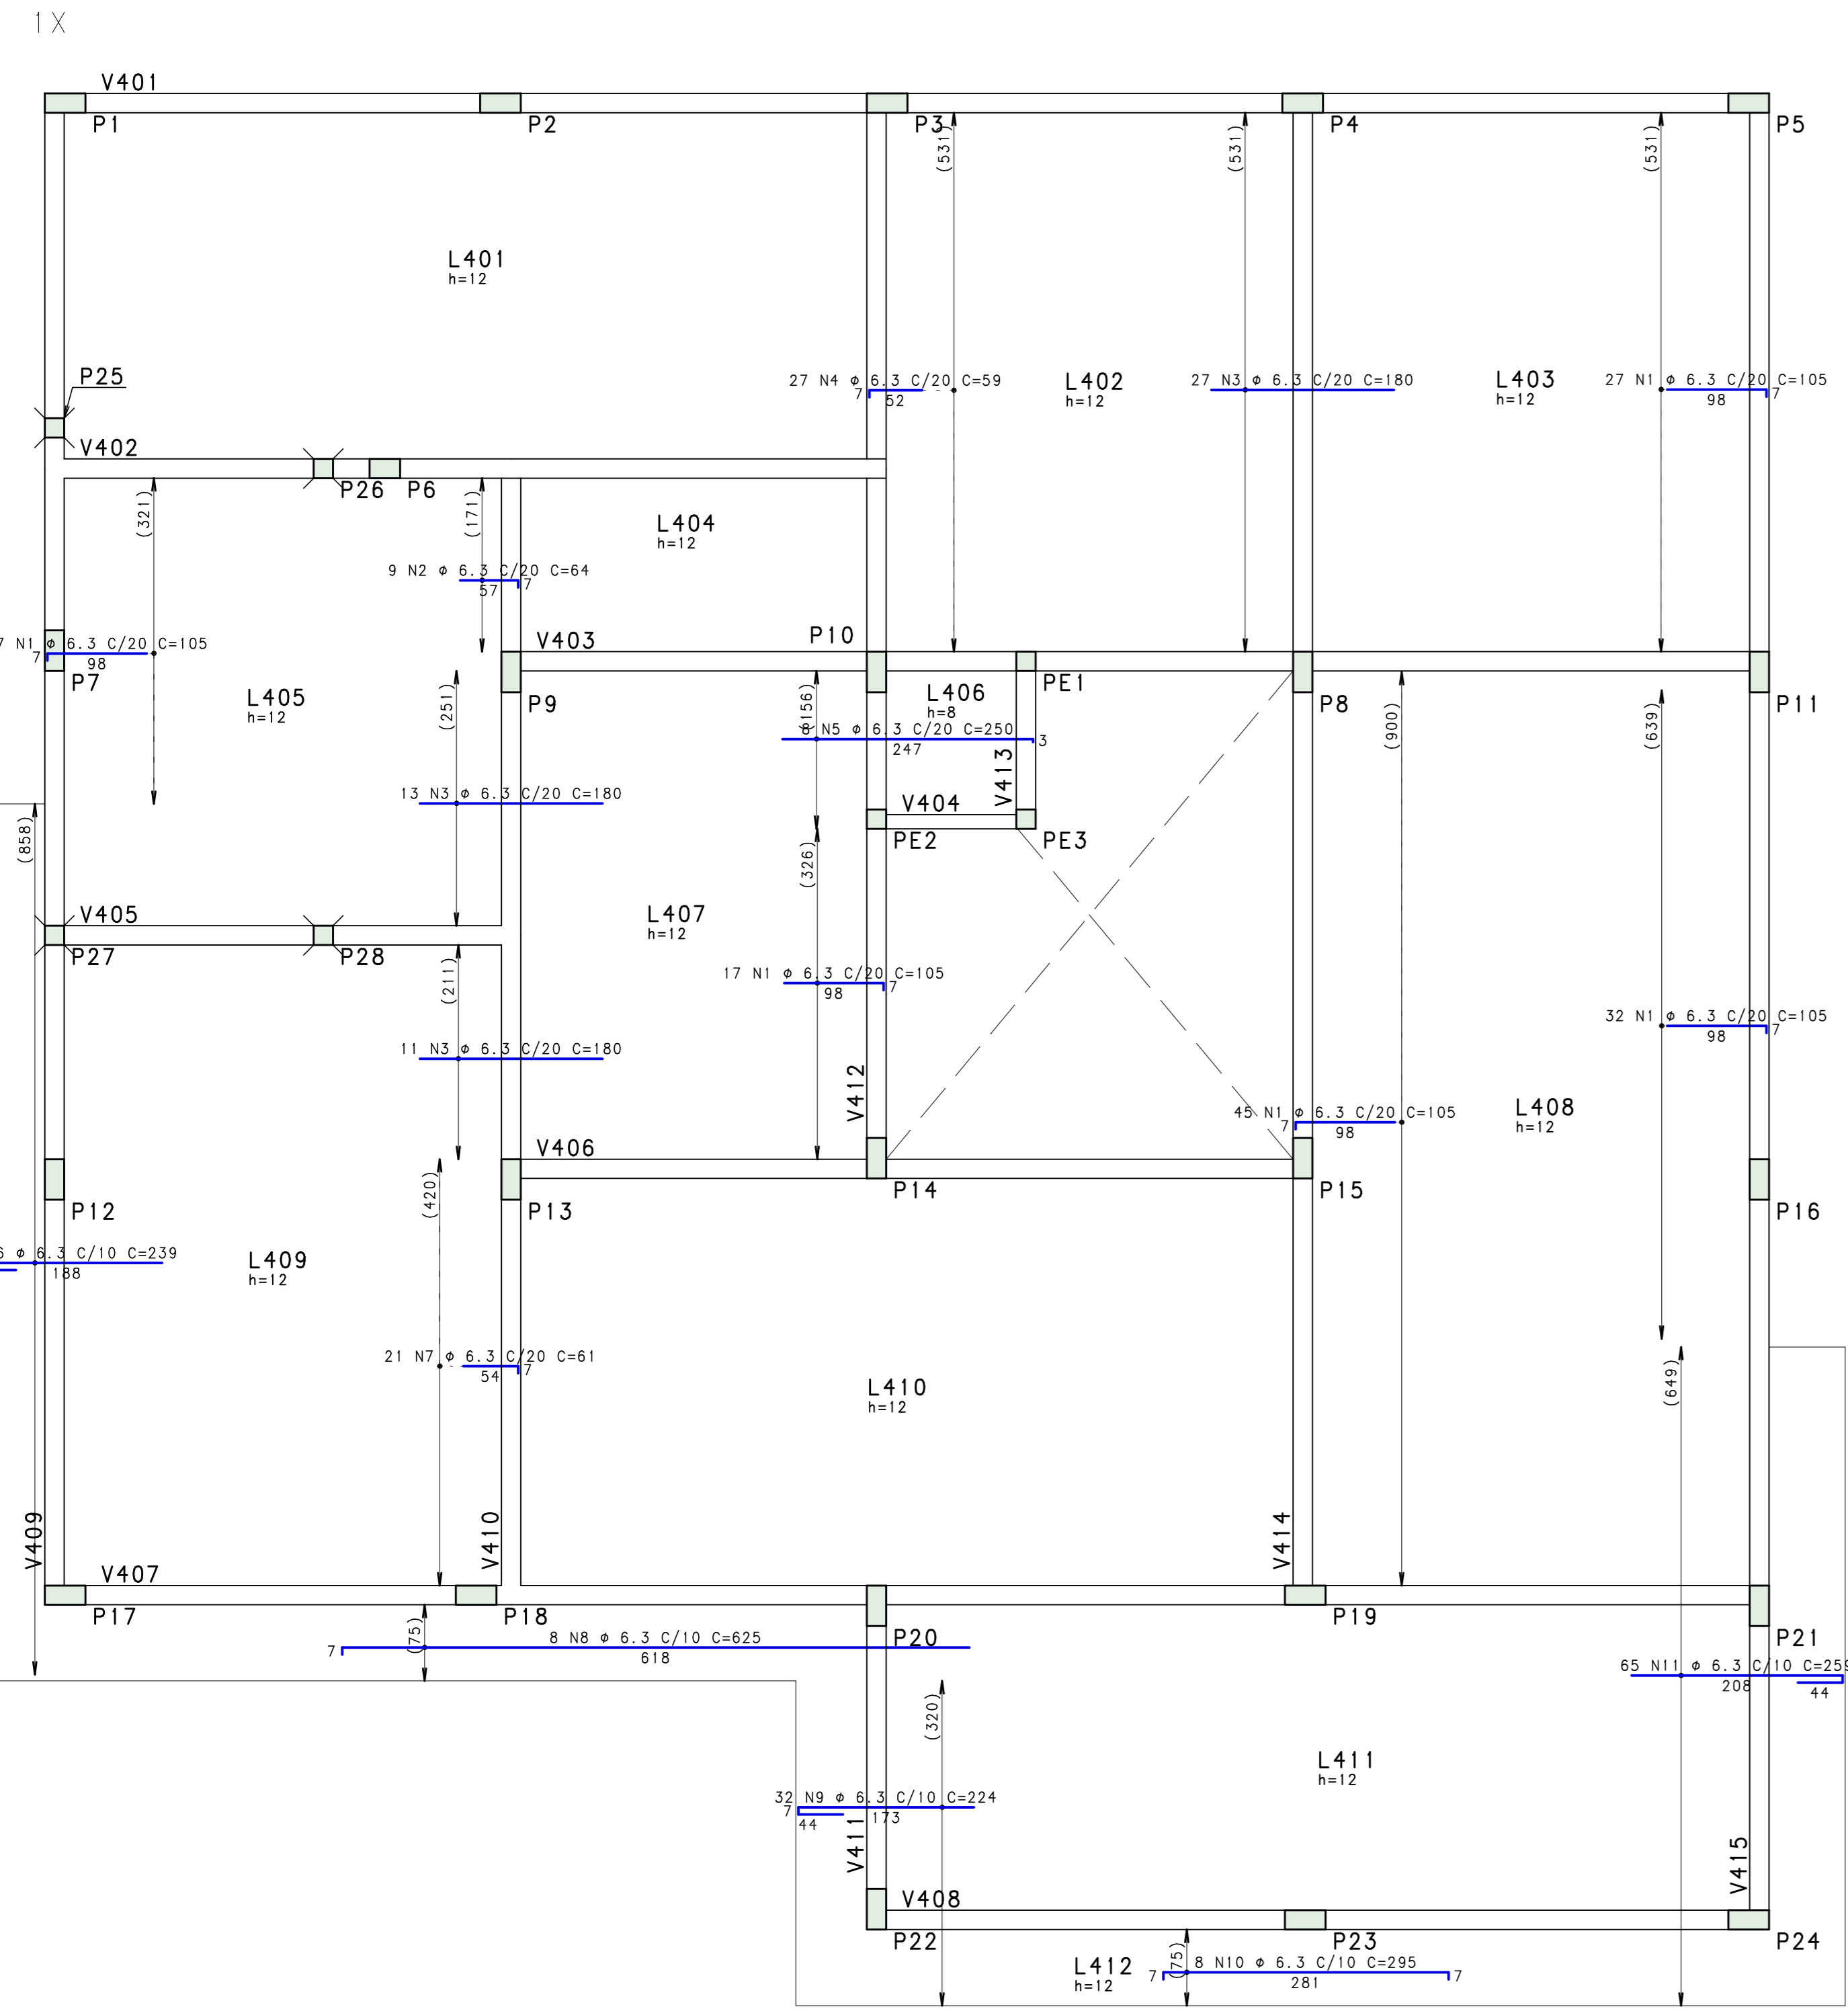 1X
V401
P1
P2
P3
P4
P5
(531)
(531)
(531)
L401
h=12
P25
27 N4 ϕ 6.3 C/20 C=59
7
52
L402
h=12
27 N3 ϕ 6.3 C/20 C=180
L403
h=12
27 N1 ϕ 6.3 C/20 C=105
98
7
V402
P26
P6
(321)
(171)
L404
h=12
9 N2 ϕ 6.3 C/20 C=64
57
7
V403
P10
7 N1 ϕ 6.3 C/20 C=105
7
98
P7
L405
h=12
(251)
P9
(156)
L406
h=8
PE1
P8
P11
(900)
(639)
8 N5 ϕ 6.3 C/20 C=250
247
3
V413
13 N3 ϕ 6.3 C/20 C=180
V404
(858)
PE2
PE3
(326)
V405
L407
h=12
P27
P28
(211)
17 N1 ϕ 6.3 C/20 C=105
98
7
32 N1 ϕ 6.3 C/20 C=105
98
7
11 N3 ϕ 6.3 C/20 C=180
V412
45 N1 ϕ 6.3 C/20 C=105
7
98
L408
h=12
V406
P12
(420)
P13
P14
P15
P16
6 ϕ 6.3 C/10 C=239
188
L409
h=12
21 N7 ϕ 6.3 C/20 C=61
54
7
L410
h=12
(649)
V409
V410
V414
V407
P17
P18
P19
(75)
P20
P21
8 N8 ϕ 6.3 C/10 C=625
7
618
65 N11 ϕ 6.3 C/10 C=259
208
44
(320)
L411
h=12
32 N9 ϕ 6.3 C/10 C=224
7
44
173
V411
V415
V408
P22
P23
P24
(75)
L412
h=12
8 N10 ϕ 6.3 C/10 C=295
7
281
7